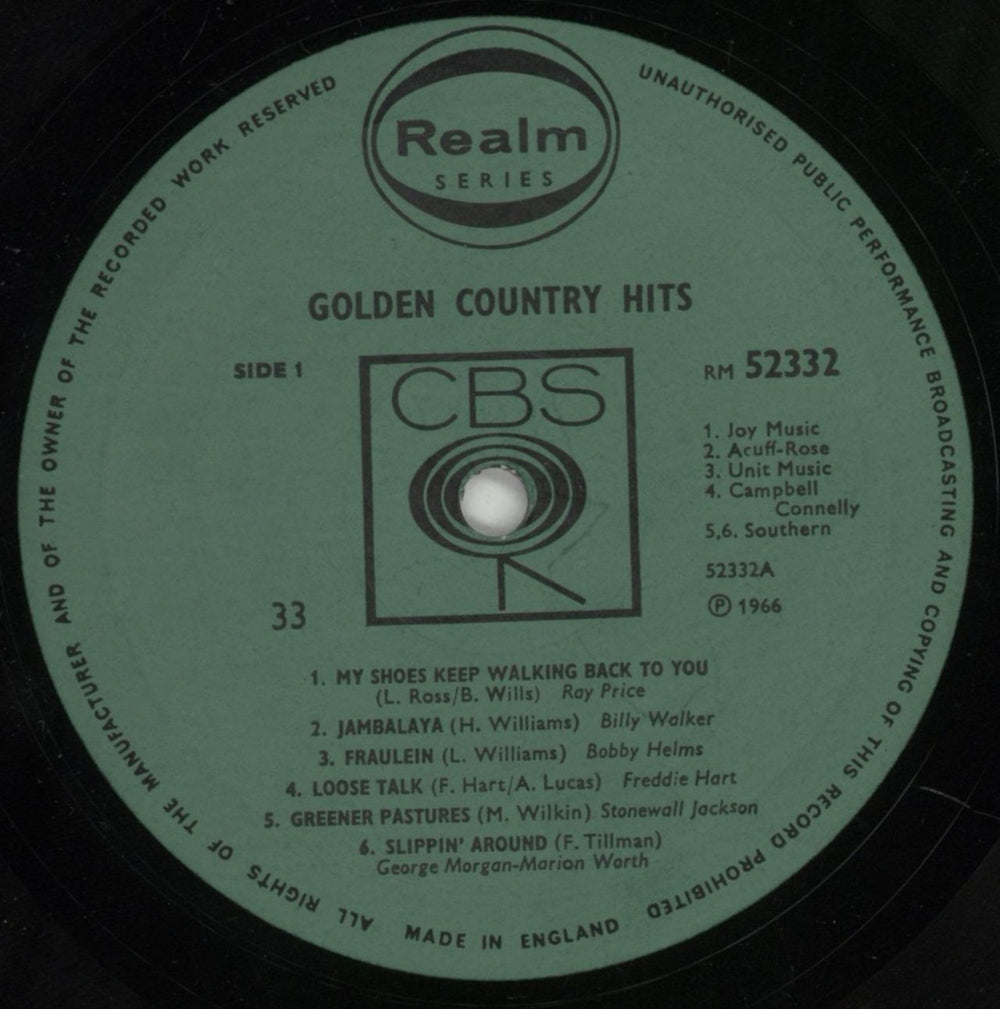 Realm
SERIES
ALL RIGHTS OF THE MANUFACTURER AND OF THE OWNER OF THE RECORDED WORK RESERVED
UNAUTHORISED PUBLIC PERFORMANCE BROADCASTING AND COPYING OF THIS RECORD PROHIBITED
GOLDEN COUNTRY HITS
SIDE 1
CBS
RM 52332
1. Joy Music
2. Acuff-Rose
3. Unit Music
4. Campbell
Connelly
5,6. Southern
52332A
℗ 1966
33
1. MY SHOES KEEP WALKING BACK TO YOU
(L. Ross/B. Wills) Ray Price
2. JAMBALAYA (H. Williams) Billy Walker
3. FRAULEIN (L. Williams) Bobby Helms
4. LOOSE TALK (F. Hart/A. Lucas) Freddie Hart
5. GREENER PASTURES (M. Wilkin) Stonewall Jackson
6. SLIPPIN' AROUND (F. Tillman)
George Morgan-Marion Worth
MADE IN ENGLAND